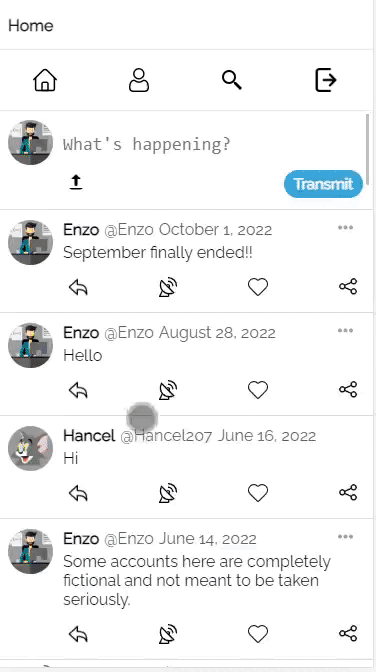 Home
What's happening?
Transmit
Enzo @Enzo October 1, 2022
September finally ended!!
Enzo @Enzo August 28, 2022
Hello
Hancel @Hancel207 June 16, 2022
Hi
Enzo @Enzo June 14, 2022
Some accounts here are completely
fictional and not meant to be taken
seriously.